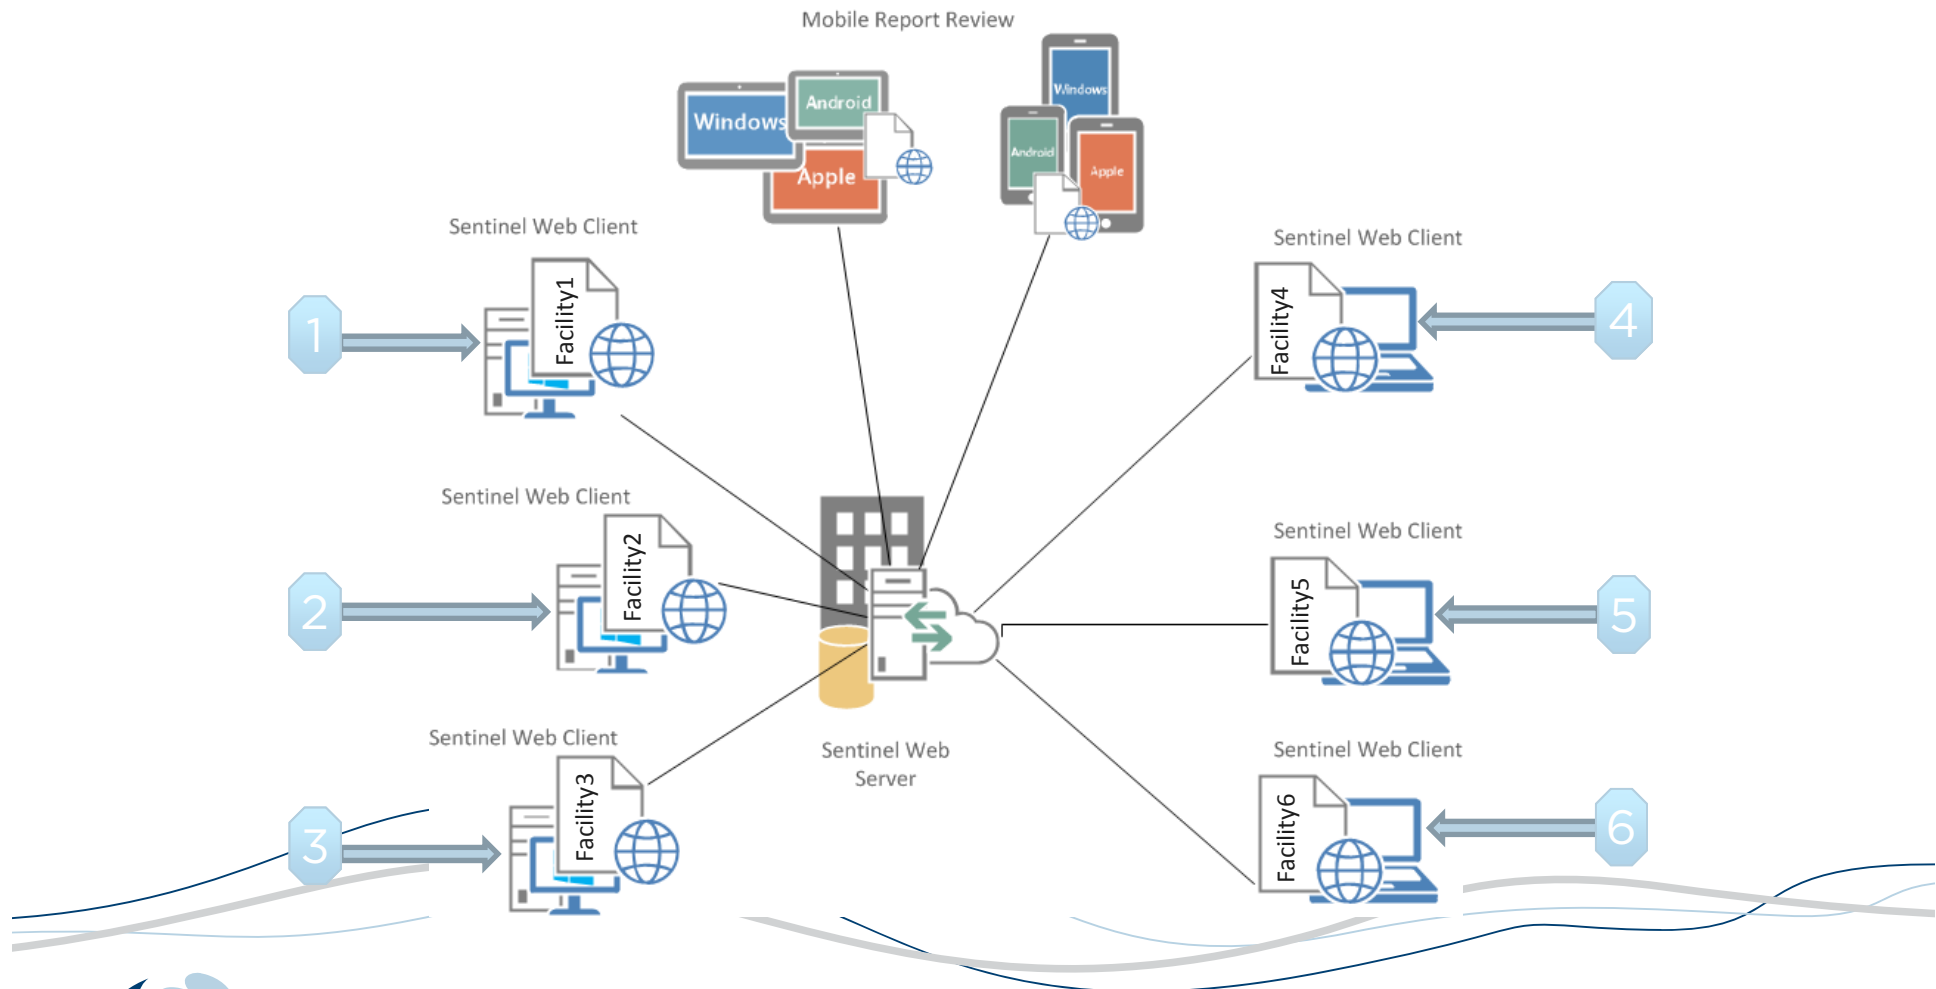 Mobile Report Review
Windows
Android
Apple
Windows
Android
Apple
Sentinel Web Client
Facility1
1
Sentinel Web Client
Facility4
4
Sentinel Web Client
Facility2
2
Sentinel Web Client
Facility5
5
Sentinel Web Client
Facility3
3
Sentinel Web
Server
Sentinel Web Client
Facility6
6